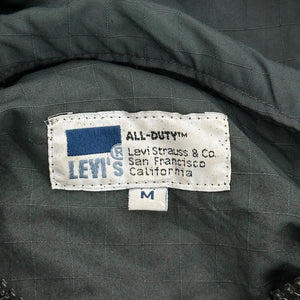 ALL-DUTY™
LEVI'S®
Levi Strauss & Co.
San Francisco
California
M